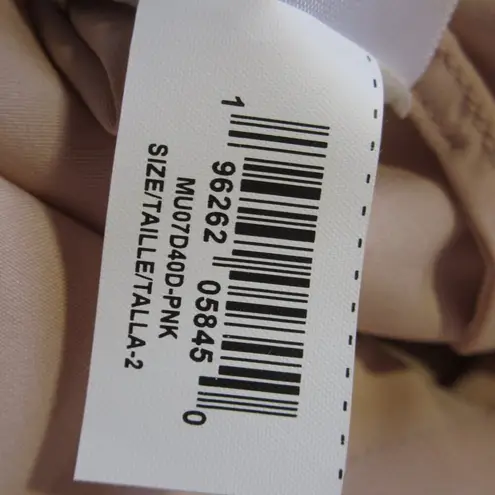 1 96262 05845 0
MU07D40D-PNK
SIZE/TAILLE/TALLA-2